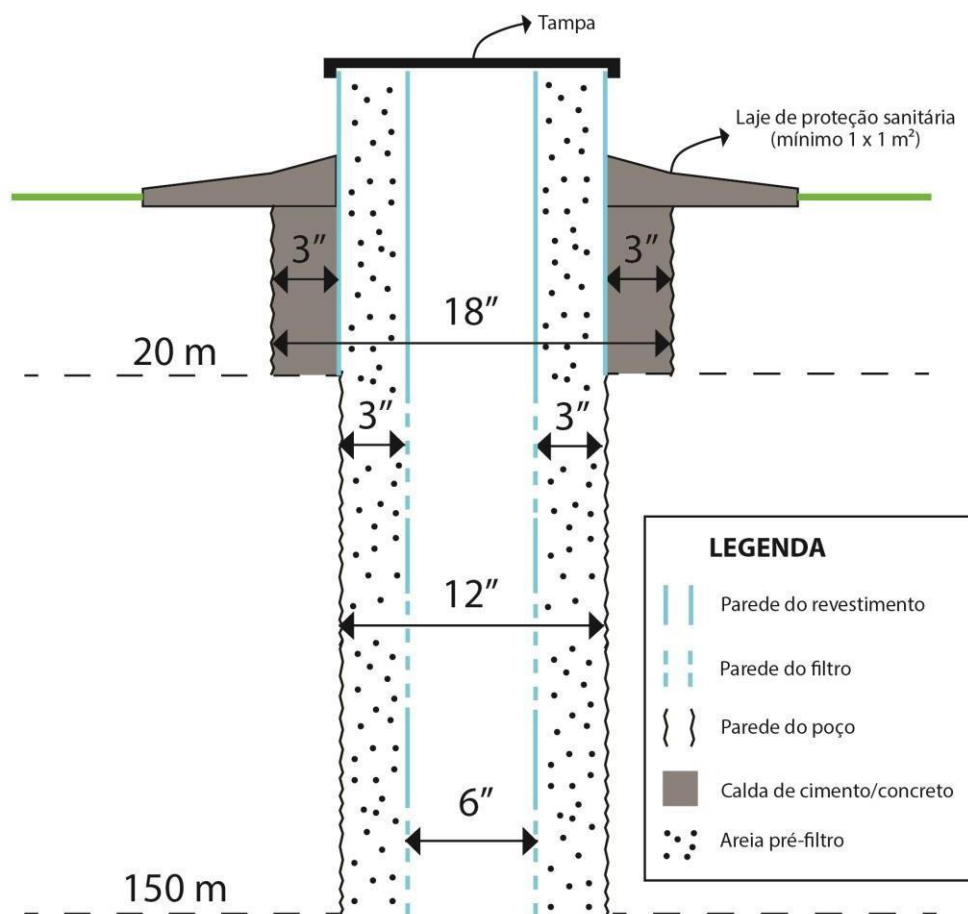 Tampa
Laje de proteção sanitária
(mínimo 1 x 1 m²)
3″
3″
18″
20 m
3″
3″
12″
6″
150 m
LEGENDA
Parede do revestimento
Parede do filtro
Parede do poço
Calda de cimento/concreto
Areia pré-filtro